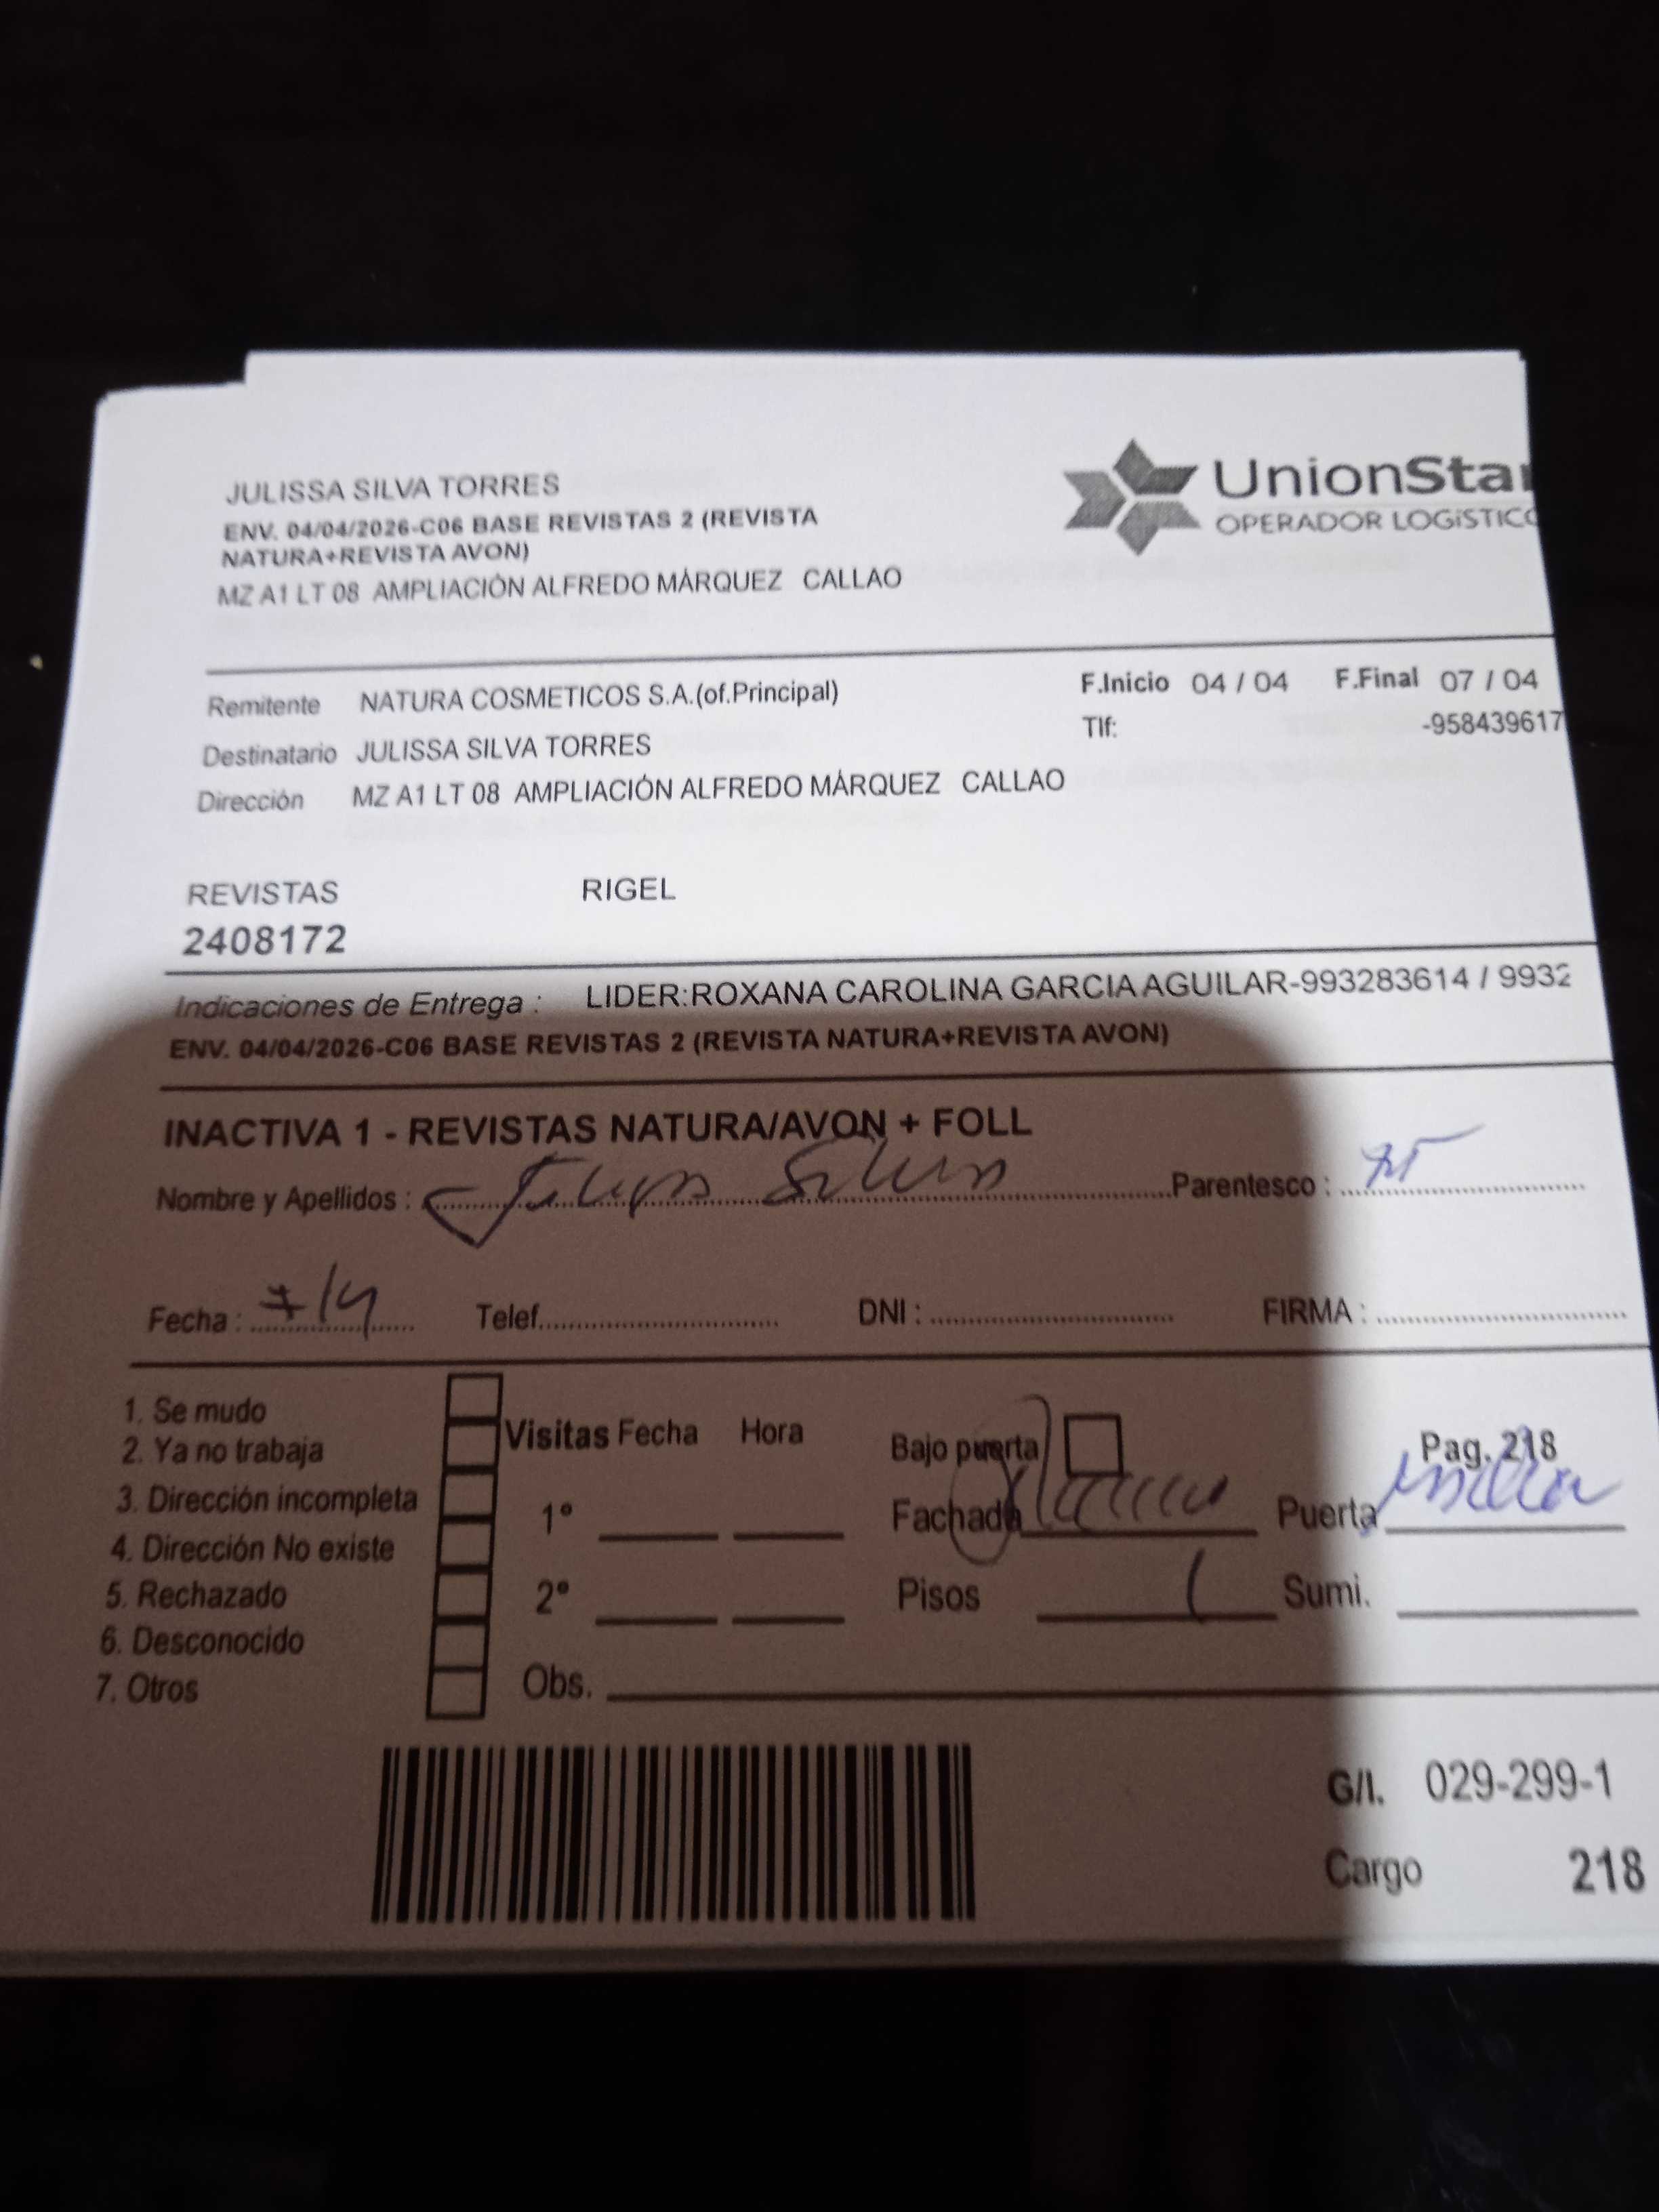 JULISSA SILVA TORRES
ENV. 04/04/2026-C06 BASE REVISTAS 2 (REVISTA
NATURA+REVISTA AVON)
MZ A1 LT 08 AMPLIACIÓN ALFREDO MÁRQUEZ CALLAO
UnionStar
OPERADOR LOGÍSTICO
Remitente NATURA COSMETICOS S.A.(of.Principal) F.Inicio 04 / 04 F.Final 07 / 04
Destinatario JULISSA SILVA TORRES Tlf: -958439617
Dirección MZ A1 LT 08 AMPLIACIÓN ALFREDO MÁRQUEZ CALLAO
REVISTAS RIGEL
2408172
Indicaciones de Entrega : LIDER:ROXANA CAROLINA GARCIA AGUILAR-993283614 / 9932
ENV. 04/04/2026-C06 BASE REVISTAS 2 (REVISTA NATURA+REVISTA AVON)
INACTIVA 1 - REVISTAS NATURA/AVON + FOLL
Nombre y Apellidos : Silva Parentesco :
Fecha : 7/4 Telef. DNI : FIRMA :
1. Se mudo
2. Ya no trabaja
3. Dirección incompleta
4. Dirección No existe
5. Rechazado
6. Desconocido
7. Otros
Visitas Fecha Hora
1°
2°
Obs.
Bajo puerta Pag. 218
Fachada Puerta
Pisos 1 Sumi.
G/I. 029-299-1
Cargo 218